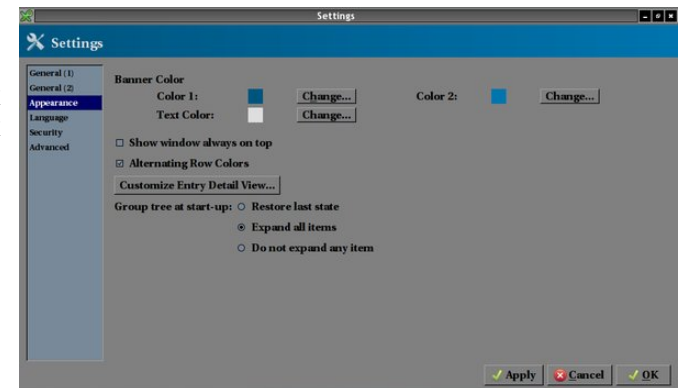 Settings
Settings
General (1)
General (2)
Appearance
Language
Security
Advanced
Banner Color
Color 1: Change... Color 2: Change...
Text Color: Change...
Show window always on top
Alternating Row Colors
Customize Entry Detail View...
Group tree at start-up: Restore last state
Expand all items
Do not expand any item
Apply Cancel OK